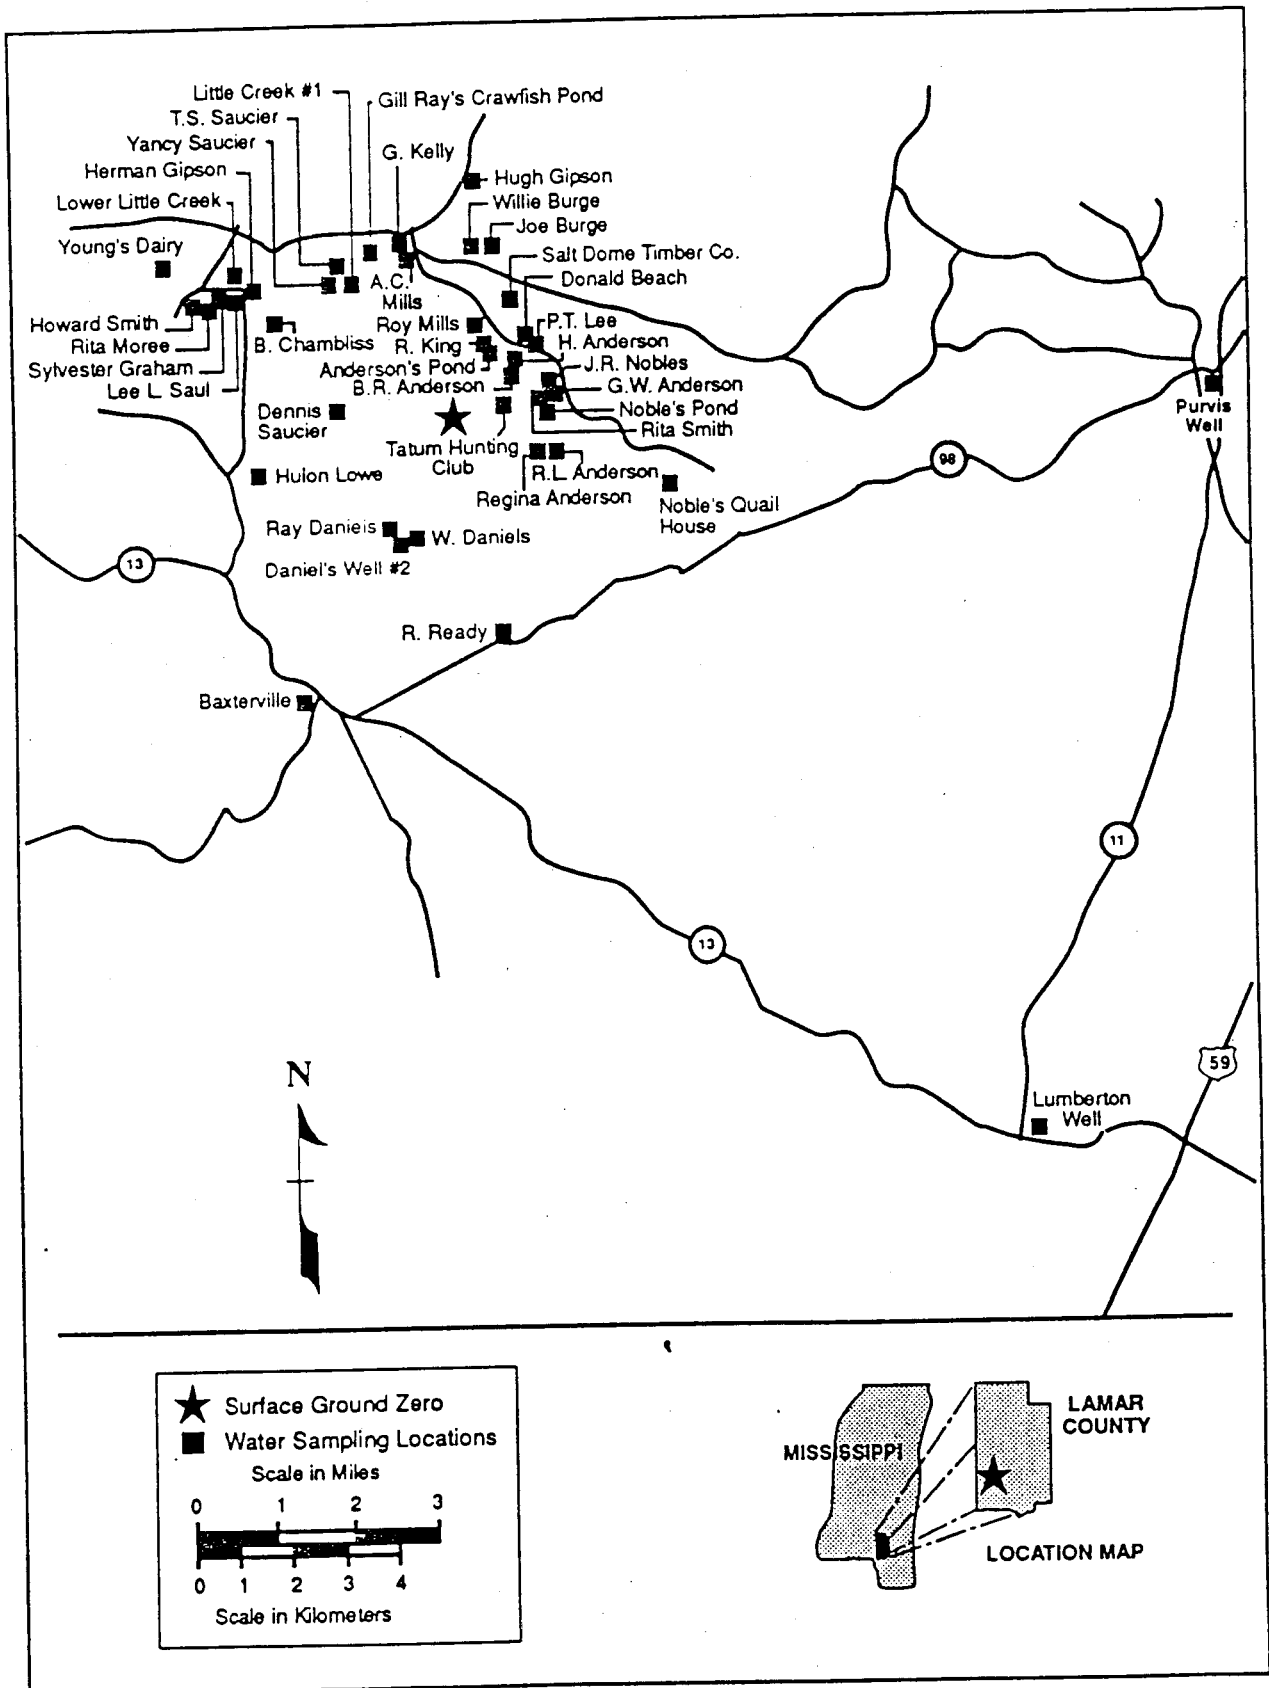 Little Creek #1
Gill Ray's Crawfish Pond
T.S. Saucier
Yancy Saucier
G. Kelly
Herman Gipson
Hugh Gipson
Lower Little Creek
Willie Burge
Joe Burge
Young's Dairy
Salt Dome Timber Co.
Donald Beach
A.C.
Mills
Howard Smith
Roy Mills
P.T. Lee
Rita Moree
B. Chambliss
R. King
H. Anderson
Sylvester Graham
Anderson's Pond
J.R. Nobles
Lee L. Saul
B.R. Anderson
G.W. Anderson
Purvis
Well
Dennis
Saucier
Noble's Pond
Rita Smith
Tatum Hunting
Club
98
Hulon Lowe
R.L. Anderson
Regina Anderson
Noble's Quail
House
Ray Daniels
W. Daniels
13
Daniel's Well #2
R. Ready
Baxterville
11
13
N
59
Lumberton
Well
Surface Ground Zero
Water Sampling Locations
Scale in Miles
0 1 2 3
0 1 2 3 4
Scale in Kilometers
LAMAR
COUNTY
MISSISSIPPI
LOCATION MAP